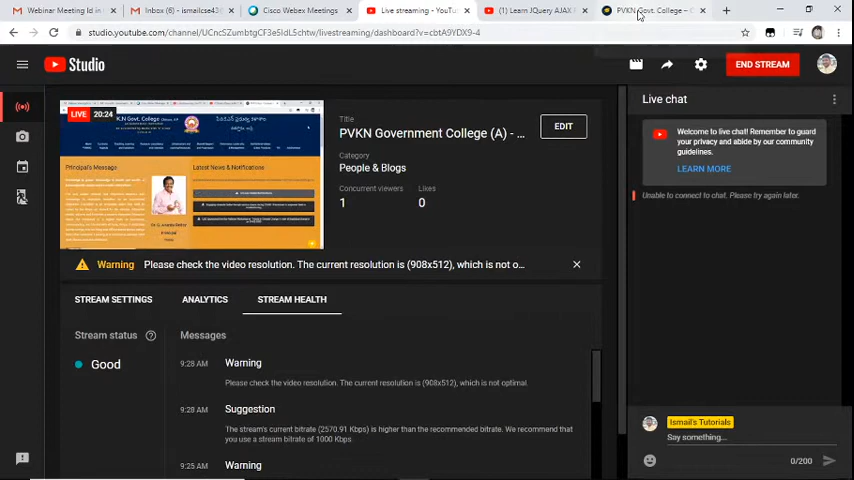 Webinar Meeting Id in
Inbox (6) - ismailcse43@
Cisco Webex Meetings
Live streaming - YouTu
(1) Learn JQuery AJAX
PVKN Govt. College – C
studio.youtube.com/channel/UCncSZumbtgCF3e5IdL5chtw/livestreaming/dashboard?v=cbtA9YDX9-4
Studio
END STREAM
LIVE 20:24
Principal's Message
Latest News & Notifications
Title
PVKN Government College (A) - ...
EDIT
Category
People & Blogs
Concurrent viewers
Likes
1
0
Warning Please check the video resolution. The current resolution is (908x512), which is not o...
STREAM SETTINGS
ANALYTICS
STREAM HEALTH
Stream status
Good
Messages
9:28 AM Warning
Please check the video resolution. The current resolution is (908x512), which is not optimal.
9:28 AM Suggestion
The stream's current bitrate (2570.91 Kbps) is higher than the recommended bitrate. We recommend that
you use a stream bitrate of 1000 Kbps.
9:25 AM Warning
Live chat
Welcome to live chat! Remember to guard
your privacy and abide by our community
guidelines.
LEARN MORE
Unable to connect to chat. Please try again later.
Ismail's Tutorials
Say something...
0/200